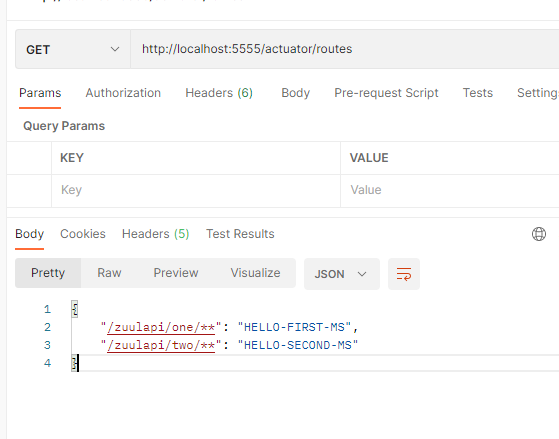 GET http://localhost:5555/actuator/routes
Params Authorization Headers (6) Body Pre-request Script Tests Setting
Query Params
KEY VALUE
Key Value
Body Cookies Headers (5) Test Results
Pretty Raw Preview Visualize JSON
1 {
2 "/zuulapi/one/**": "HELLO-FIRST-MS",
3 "/zuulapi/two/**": "HELLO-SECOND-MS"
4 }